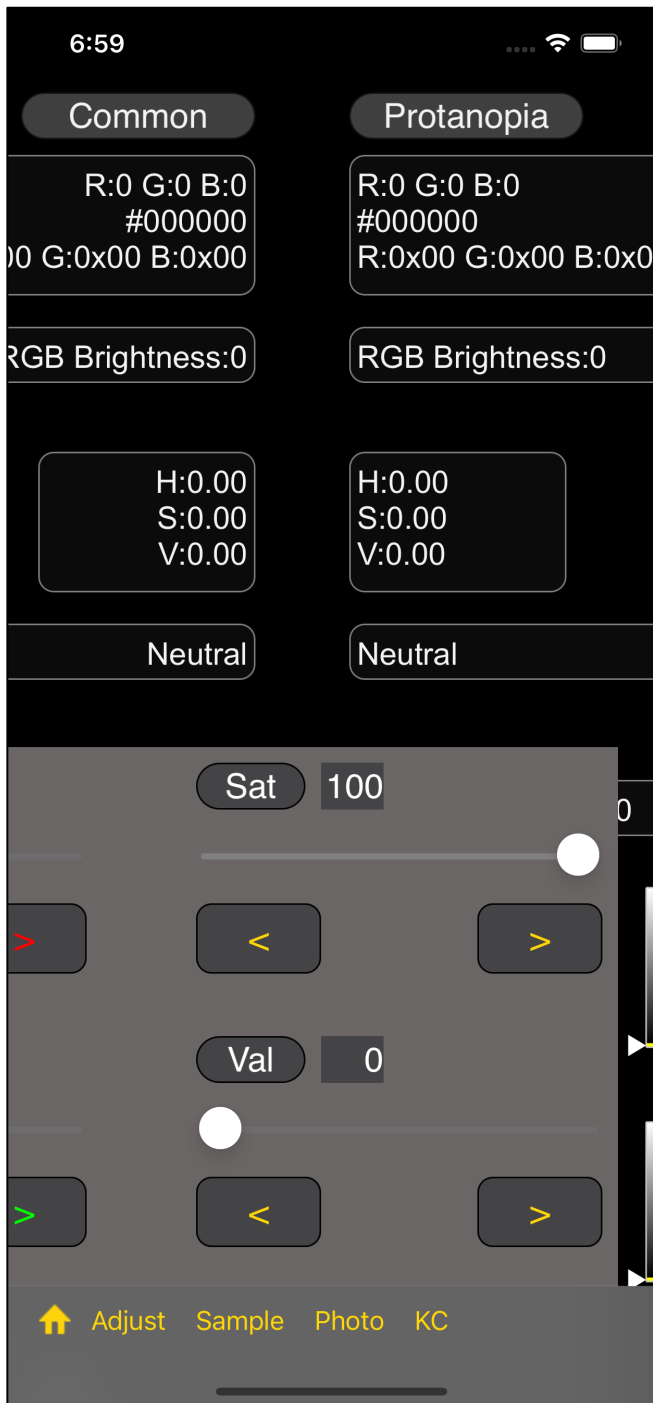 6:59
Common
Protanopia
R:0 G:0 B:0
#000000
00 G:0x00 B:0x00
R:0 G:0 B:0
#000000
R:0x00 G:0x00 B:0x0
RGB Brightness:0
RGB Brightness:0
H:0.00
S:0.00
V:0.00
H:0.00
S:0.00
V:0.00
Neutral
Neutral
Sat 100
0
> < >
Val 0
> < >
Adjust Sample Photo KC